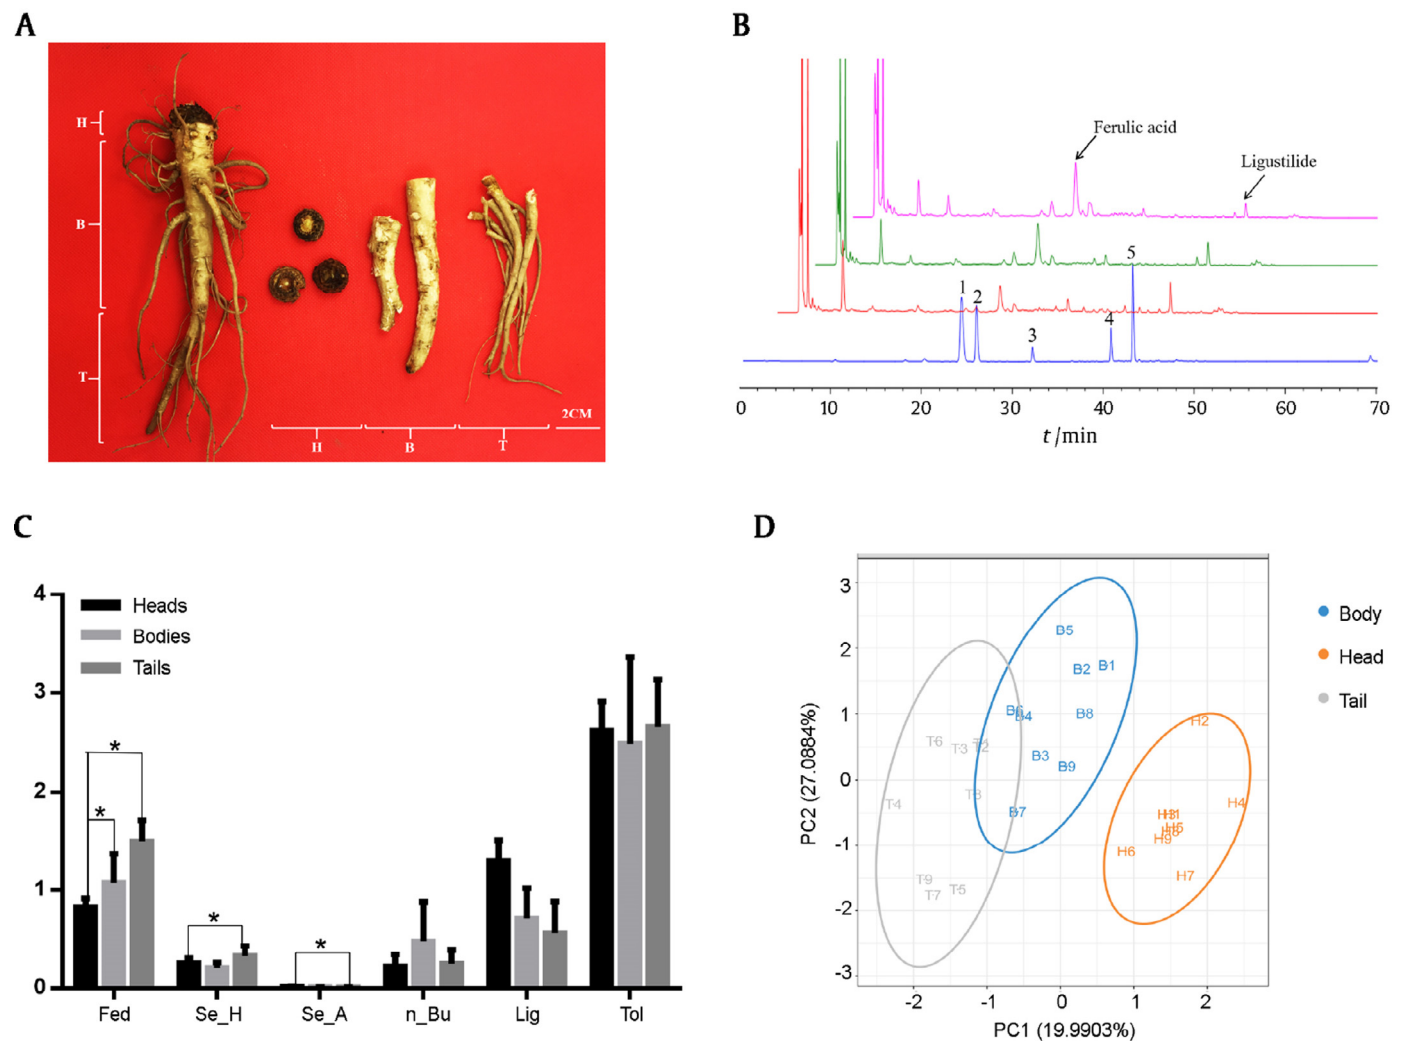 A
H
B
T
H
B
T
2CM
B
Ferulic acid
Ligustilide
1
2
3
4
5
0
10
20
30
40
50
60
70
t/min
C
4
3
2
1
0
Heads
Bodies
Tails
*
*
*
*
Fed
Se_H
Se_A
n_Bu
Lig
Tol
D
3
2
1
0
-1
-2
-3
PC2 (27.0884%)
B5
B2
B1
B6
B4
B8
B3
B9
B7
T6
T3
T2
T4
T8
T9
T7
T5
H2
H4
H9
H6
H7
-2
-1
0
1
2
PC1 (19.9903%)
Body
Head
Tail